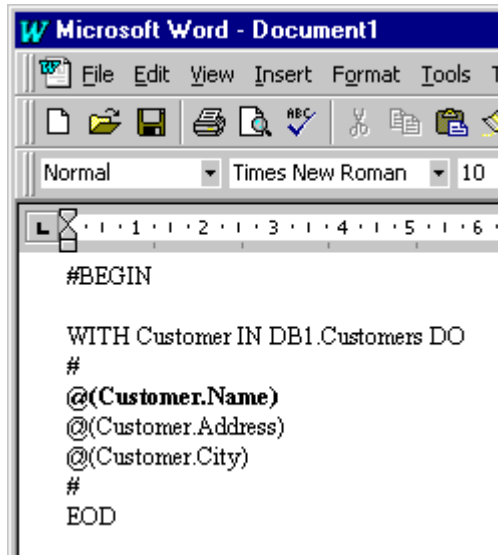 Microsoft Word - Document1
File Edit View Insert Format Tools
ABC
Normal Times New Roman 10
1 2 3 4 5 6
#BEGIN
WITH Customer IN DB1.Customers DO
#
@(Customer.Name)
@(Customer.Address)
@(Customer.City)
#
EOD